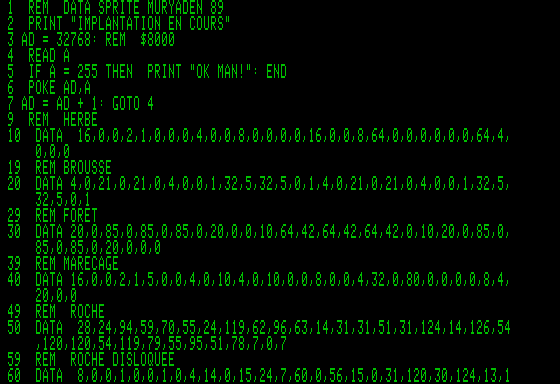 1  REM  DATA SPRITE MURYADEN 89
2  PRINT "IMPLANTATION EN COURS"
3 AD = 32768: REM  $8000
4  READ A
5  IF A = 255 THEN  PRINT "OK MAN!": END
6  POKE AD,A
7 AD = AD + 1: GOTO 4
9  REM  HERBE
10  DATA  16,0,0,2,1,0,0,0,4,0,0,8,0,0,0,0,0,16,0,0,8,64,0,0,0,0,0,0,64,4,
0,0,0
19  REM BROUSSE
20  DATA 4,0,21,0,21,0,4,0,0,1,32,5,32,5,0,1,4,0,21,0,21,0,4,0,0,1,32,5,
32,5,0,1
29  REM FORET
30  DATA 20,0,85,0,85,0,85,0,20,0,0,10,64,42,64,42,64,42,0,10,20,0,85,0,
85,0,85,0,20,0,0,0
39  REM MARECAGE
40  DATA 16,0,0,2,1,5,0,0,4,0,10,4,0,10,0,0,8,0,0,4,32,0,80,0,0,0,0,8,4,
20,0,0
49  REM  ROCHE
50  DATA  28,24,94,59,70,55,24,119,62,96,63,14,31,31,51,31,124,14,126,54
,120,120,54,119,79,55,95,51,78,7,0,7
59  REM  ROCHE DISLOQUEE
60  DATA  8,0,0,1,0,0,1,0,4,14,0,15,24,7,60,0,56,15,0,31,120,30,124,13,1